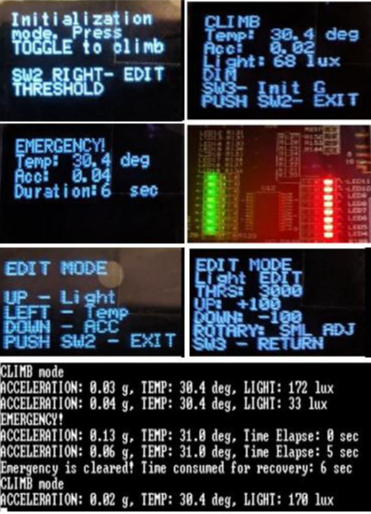 Initialization
mode. Press
TOGGLE to climb
SW2 RIGHT- EDIT
THRESHOLD
CLIMB
Temp: 30.4 deg
Acc: 0.02
Light: 68 lux
DIM
SW3- Init G
PUSH SW2- EXIT
EMERGENCY!
Temp: 30.4 deg
Acc: 0.04
Duration:6 sec
EDIT MODE
UP - Light
LEFT - Temp
DOWN - ACC
PUSH SW2 - EXIT
EDIT MODE
Light EDIT
THRS: 3000
UP: +100
DOWN: -100
ROTARY: SML ADJ
SW3 - RETURN
CLIMB mode
ACCELERATION: 0.03 g, TEMP: 30.4 deg, LIGHT: 172 lux
ACCELERATION: 0.04 g, TEMP: 30.4 deg, LIGHT: 33 lux
EMERGENCY!
ACCELERATION: 0.13 g, TEMP: 31.0 deg, Time Elapse: 0 sec
ACCELERATION: 0.06 g, TEMP: 31.0 deg, Time Elapse: 5 sec
Emergency is cleared! Time consumed for recovery: 6 sec
CLIMB mode
ACCELERATION: 0.02 g, TEMP: 30.4 deg, LIGHT: 170 lux